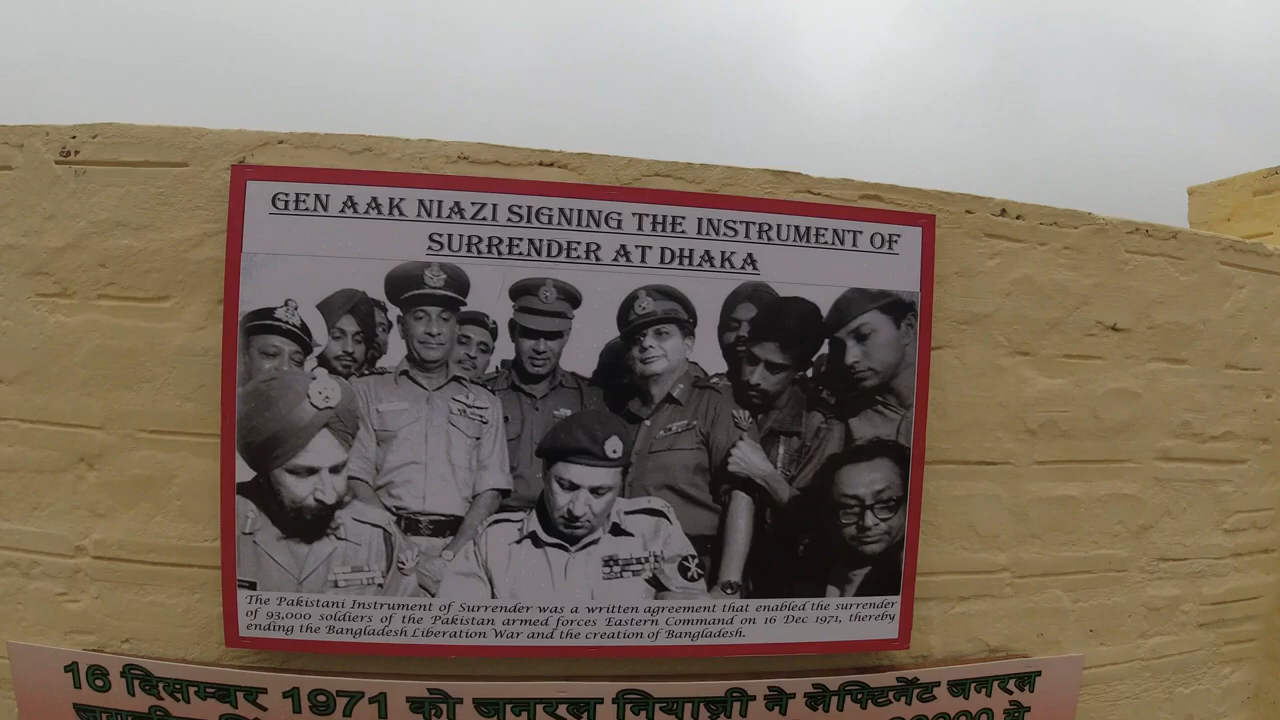 GEN AAK NIAZI SIGNING THE INSTRUMENT OF
SURRENDER AT DHAKA
The Pakistani Instrument of Surrender was a written agreement that enabled the surrender
of 93,000 soldiers of the Pakistan armed forces Eastern Command on 16 Dec 1971, thereby
ending the Bangladesh Liberation War and the creation of Bangladesh.
16 दिसम्बर 1971 को जनरल नियाज़ी ने लेफ्टिनेंट जनरल